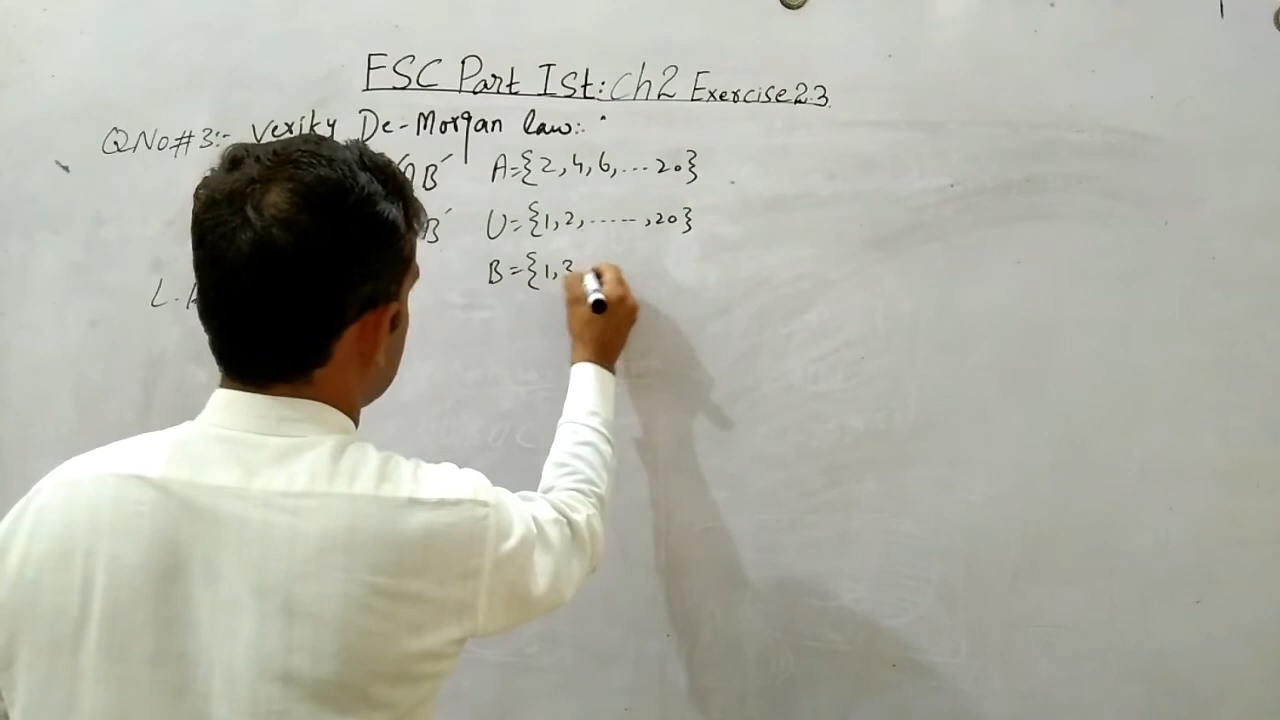 FSC Part Ist: Ch2 Exercise 2.3
QNo#3:- Verify De-Morgan law:-
B′ A={2,4,6,...20}
B′ U={1,2,......,20}
B={1,3
L.